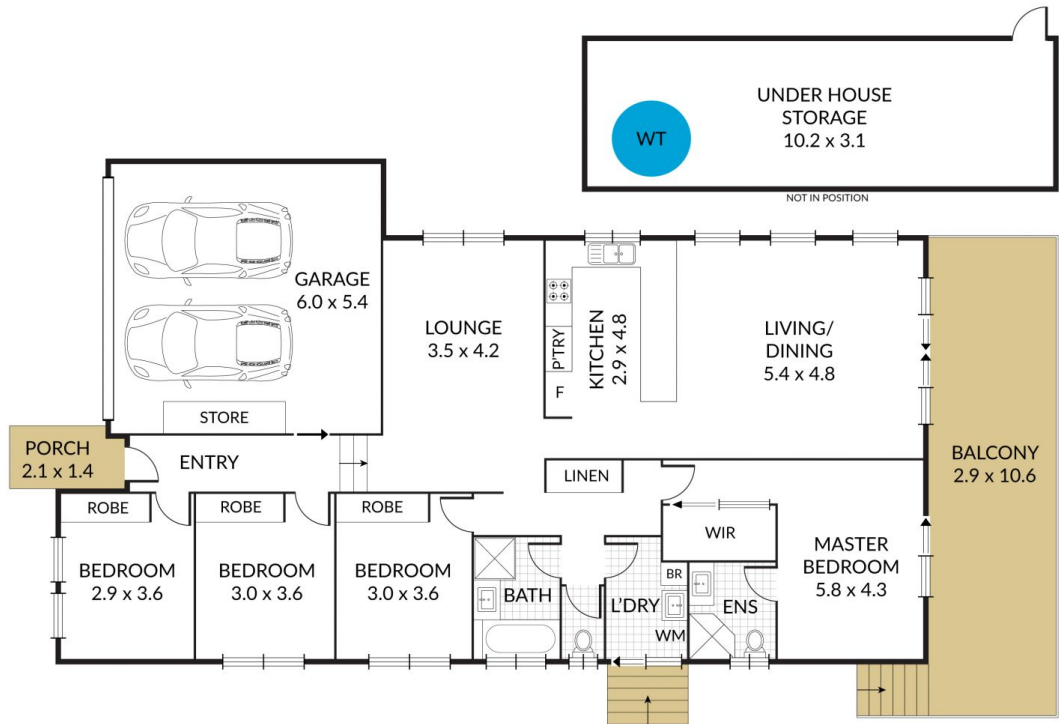 UNDER HOUSE
STORAGE
10.2 x 3.1
WT
NOT IN POSITION
GARAGE
6.0 x 5.4
STORE
LOUNGE
3.5 x 4.2
P'TRY
F
KITCHEN
2.9 x 4.8
LIVING/
DINING
5.4 x 4.8
BALCONY
2.9 x 10.6
PORCH
2.1 x 1.4
ENTRY
LINEN
ROBE
ROBE
ROBE
BEDROOM
2.9 x 3.6
BEDROOM
3.0 x 3.6
BEDROOM
3.0 x 3.6
BATH
L'DRY
BR
WM
WIR
ENS
MASTER
BEDROOM
5.8 x 4.3